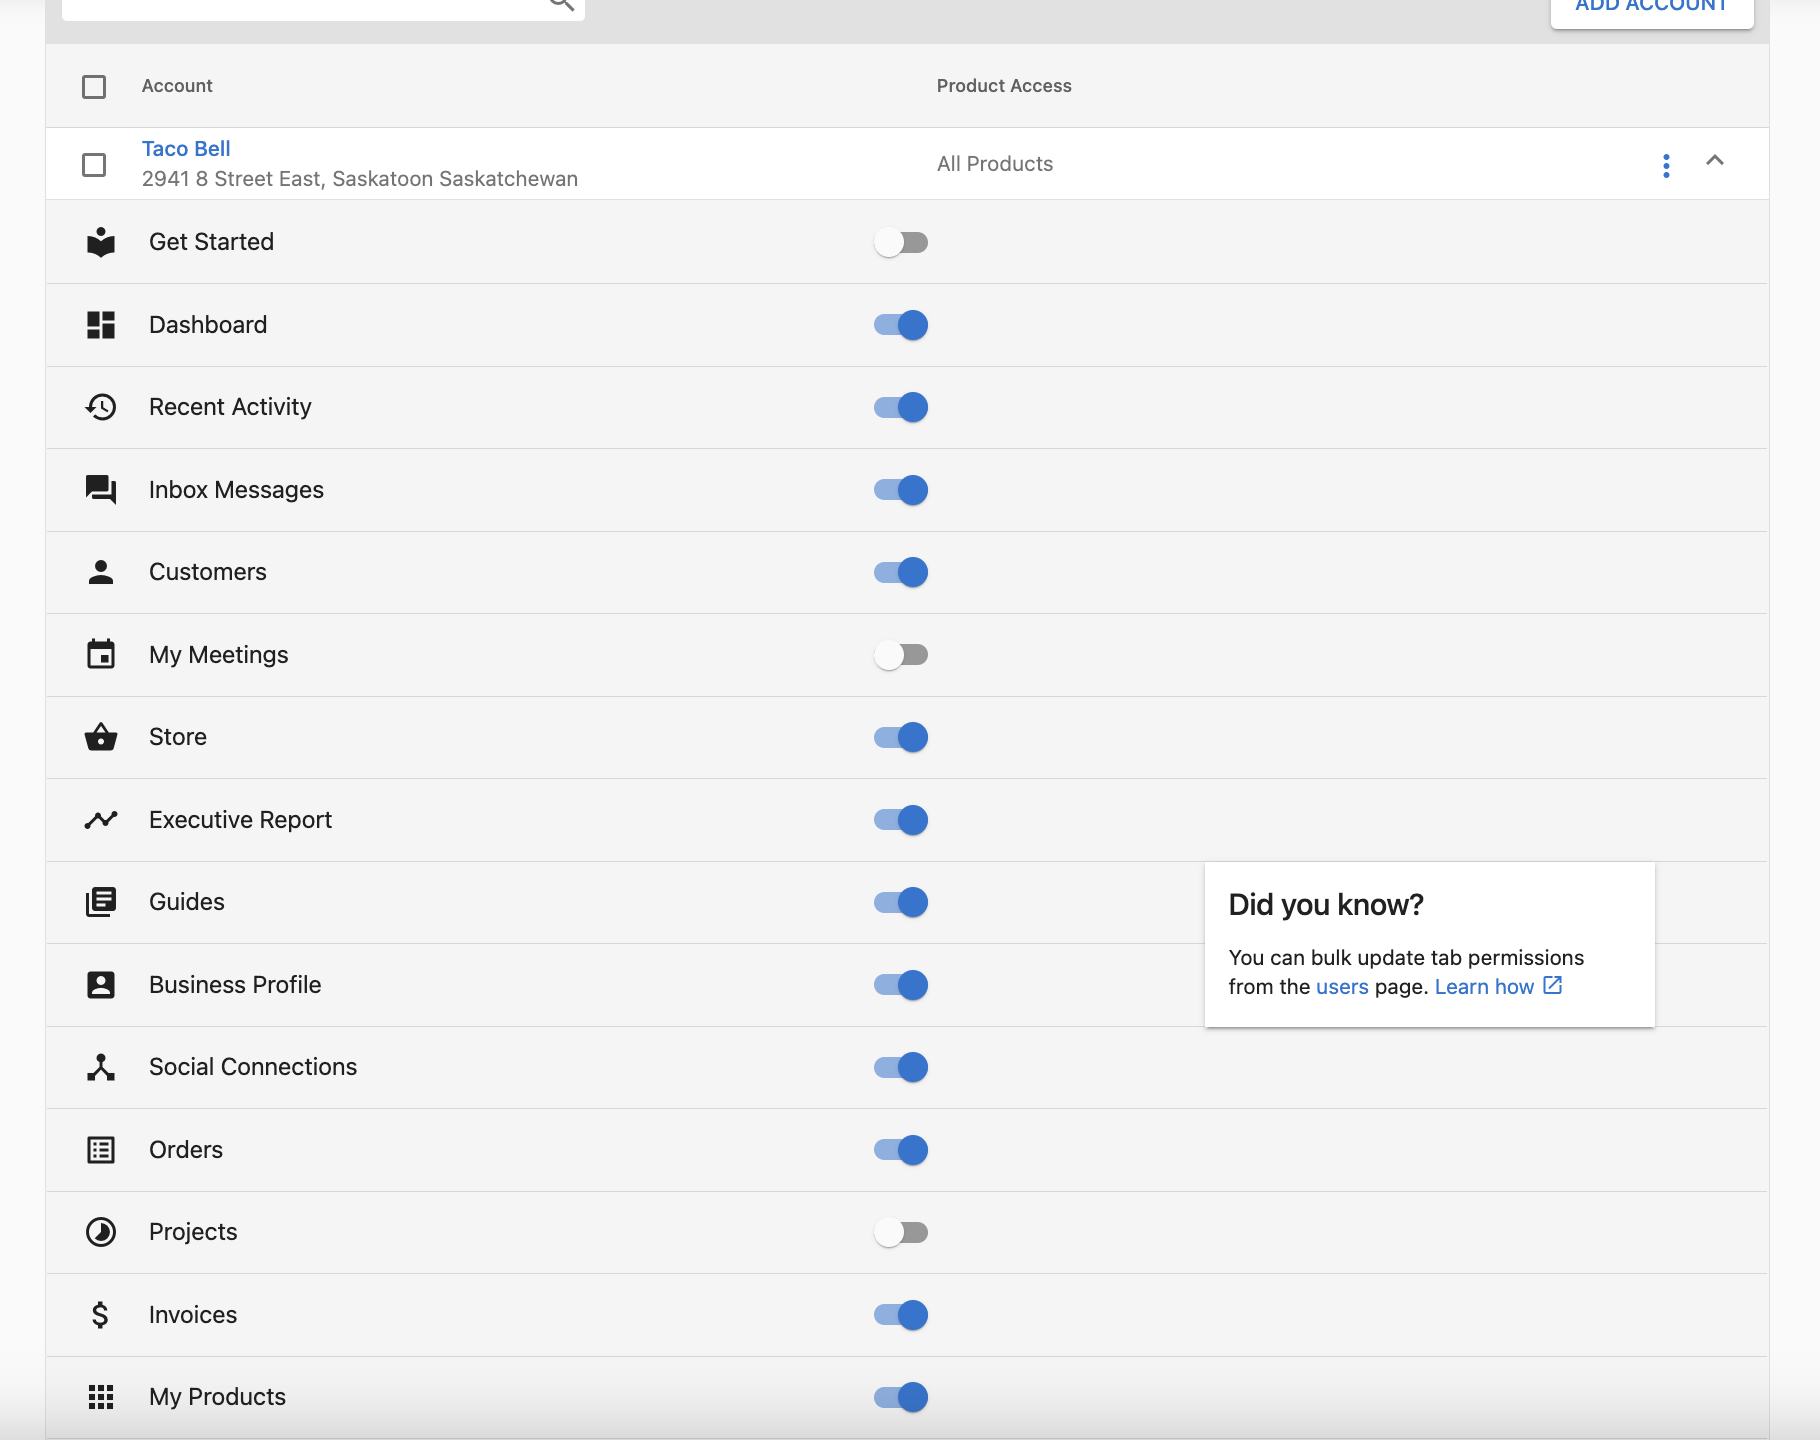 ADD ACCOUNT
Account Product Access
Taco Bell
2941 8 Street East, Saskatoon Saskatchewan
All Products
Get Started
Dashboard
Recent Activity
Inbox Messages
Customers
My Meetings
Store
Executive Report
Guides
Did you know?
You can bulk update tab permissions
from the users page. Learn how
Business Profile
Social Connections
Orders
Projects
Invoices
My Products